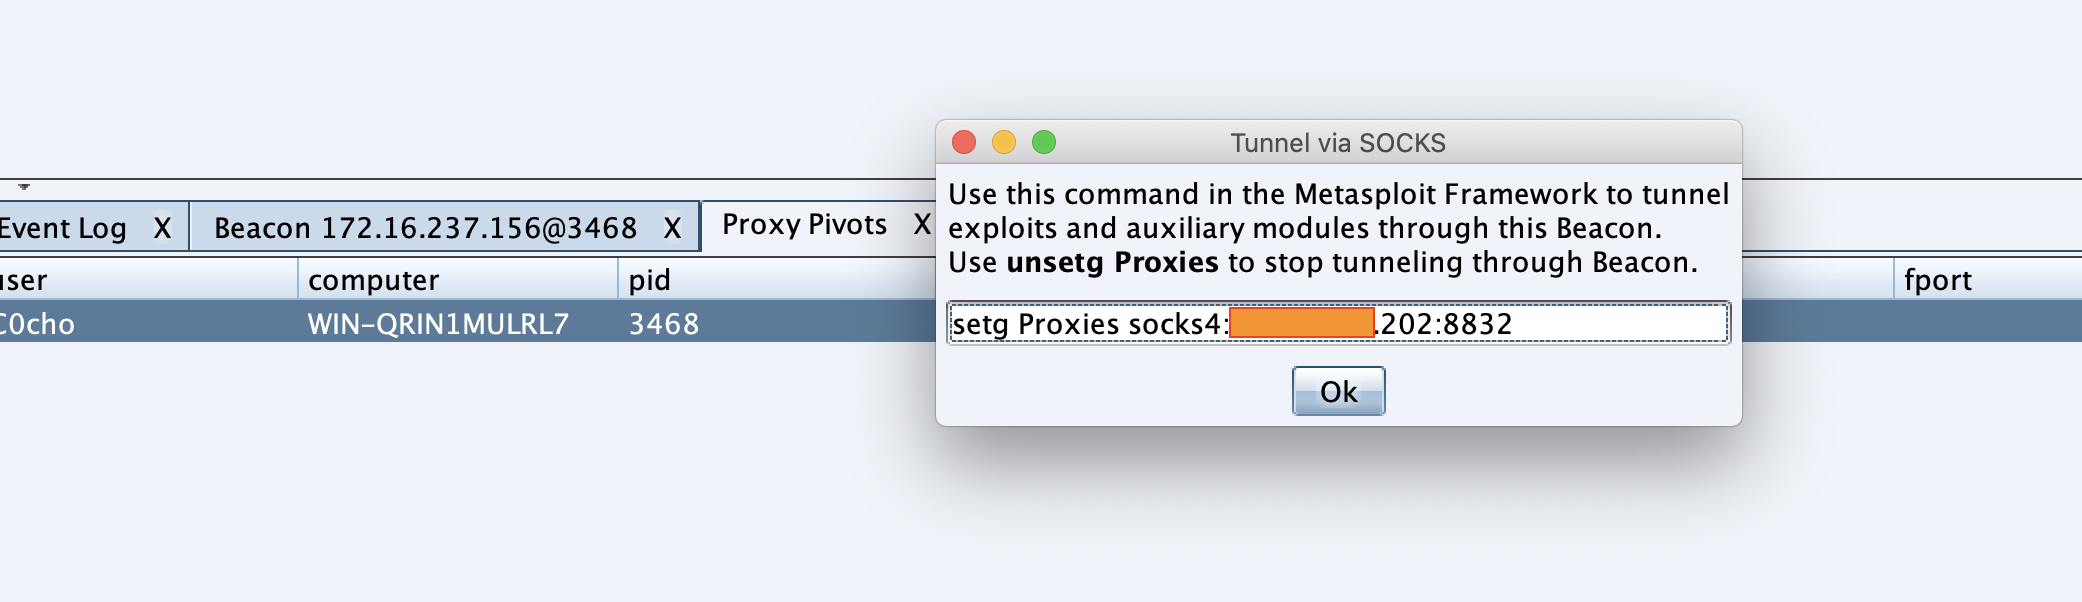 Tunnel via SOCKS
Use this command in the Metasploit Framework to tunnel
exploits and auxiliary modules through this Beacon.
Use unsetg Proxies to stop tunneling through Beacon.
setg Proxies socks4: .202:8832
Ok
Event Log X Beacon 172.16.237.156@3468 X Proxy Pivots X
user computer pid fport
C0cho WIN-QRIN1MULRL7 3468